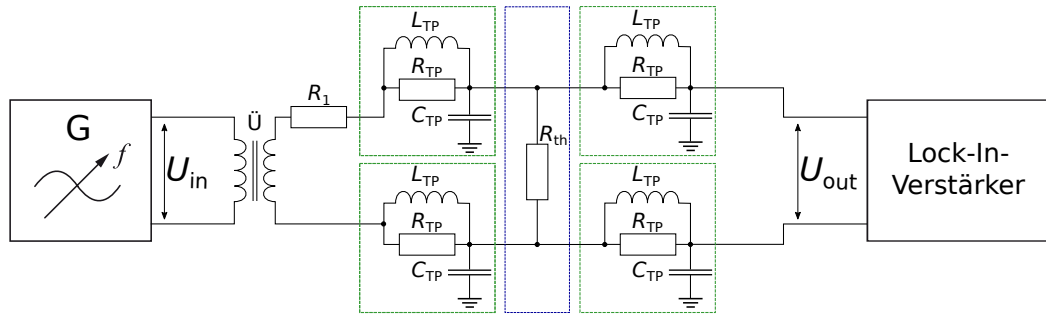 L_TP
L_TP
R_TP
R_TP
R_1
C_TP
C_TP
G
Ü
f
U_in
R_th
U_out
Lock-In-
Verstärker
L_TP
L_TP
R_TP
R_TP
C_TP
C_TP